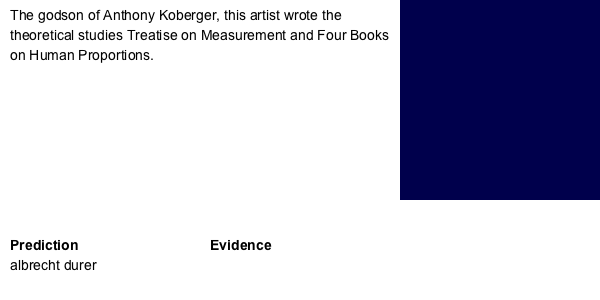 The godson of Anthony Koberger, this artist wrote the
theoretical studies Treatise on Measurement and Four Books
on Human Proportions.
Prediction Evidence
albrecht durer